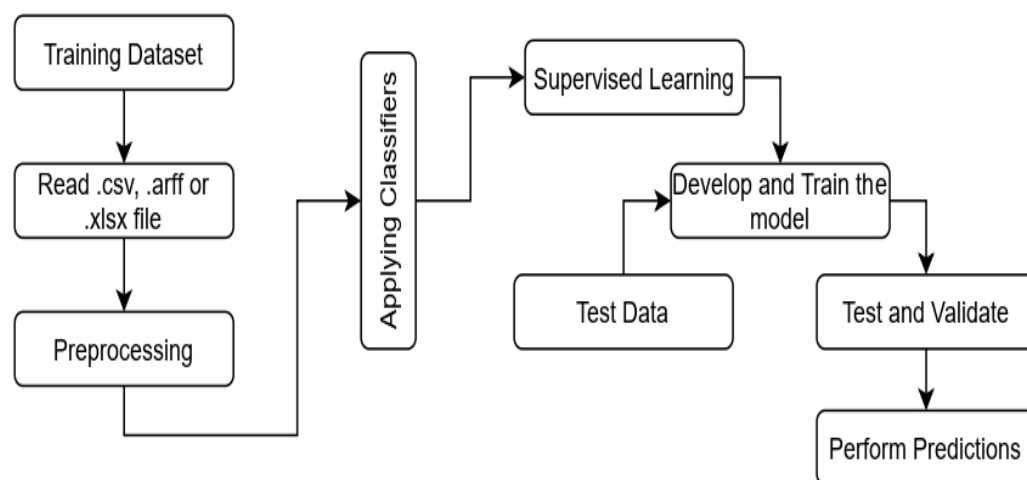 Training Dataset
Read .csv, .arff or
.xlsx file
Preprocessing
Applying Classifiers
Supervised Learning
Develop and Train the
model
Test Data
Test and Validate
Perform Predictions